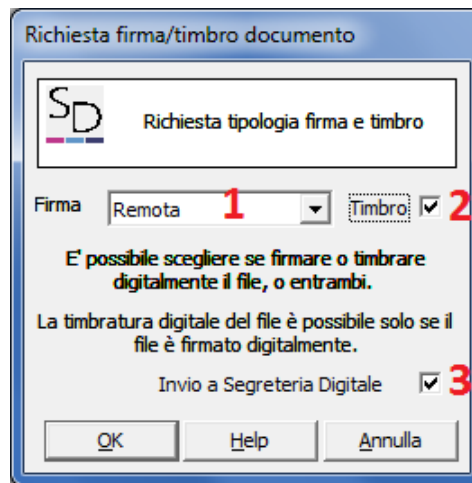 Richiesta firma/timbro documento
SD
Richiesta tipologia firma e timbro
Firma Remota 1 Timbro 2
E' possibile scegliere se firmare o timbrare
digitalmente il file, o entrambi.
La timbratura digitale del file è possibile solo se il
file è firmato digitalmente.
Invio a Segreteria Digitale 3
OK Help Annulla